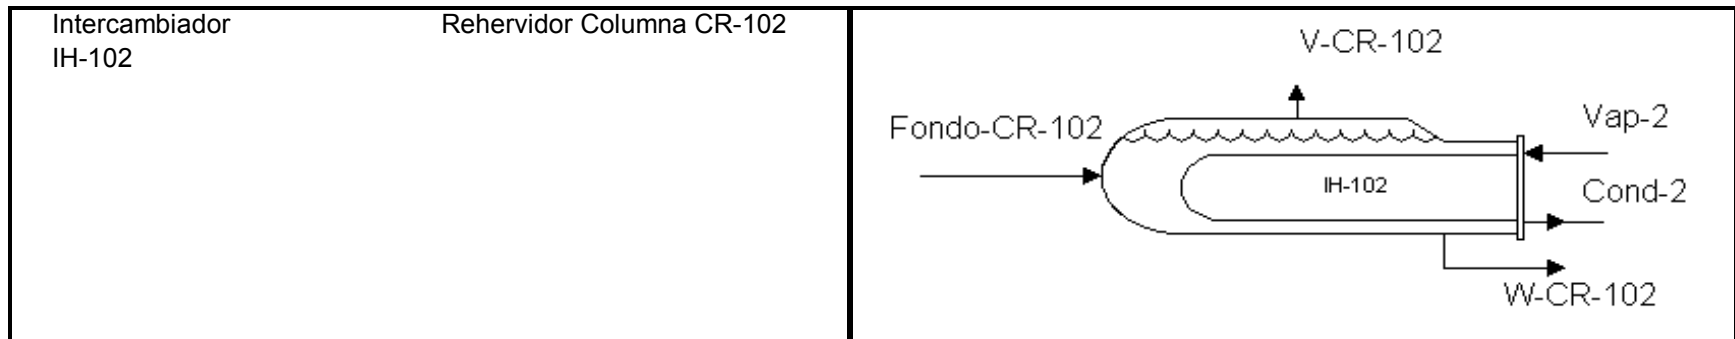 Intercambiador Rehervidor Columna CR-102
IH-102
V-CR-102
Vap-2
Fondo-CR-102
IH-102
Cond-2
W-CR-102